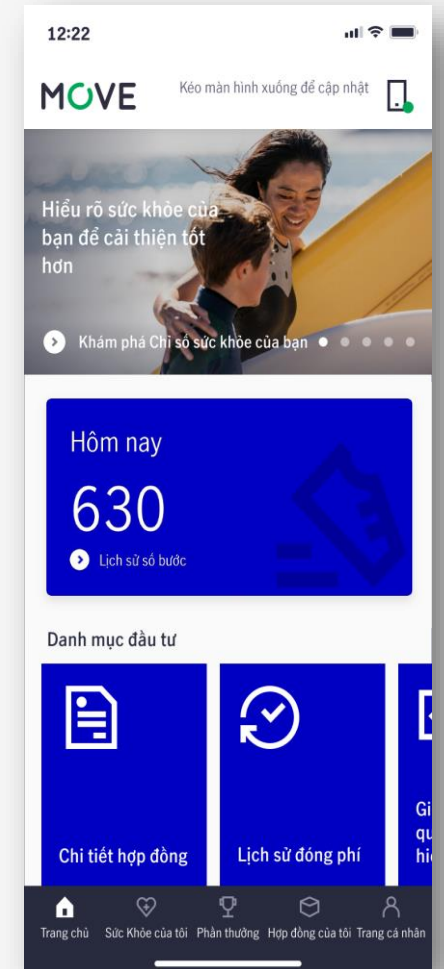 12:22
MOVE
Kéo màn hình xuống để cập nhật
Hiểu rõ sức khỏe của
bạn để cải thiện tốt
hơn
Khám phá Chỉ số sức khỏe của bạn
Hôm nay
630
Lịch sử số bước
Danh mục đầu tư
Chi tiết hợp đồng
Lịch sử đóng phí
Gi
qu
Trang chủ
Sức Khỏe của tôi
Phần thưởng
Hợp đồng của tôi
Trang cá nhân